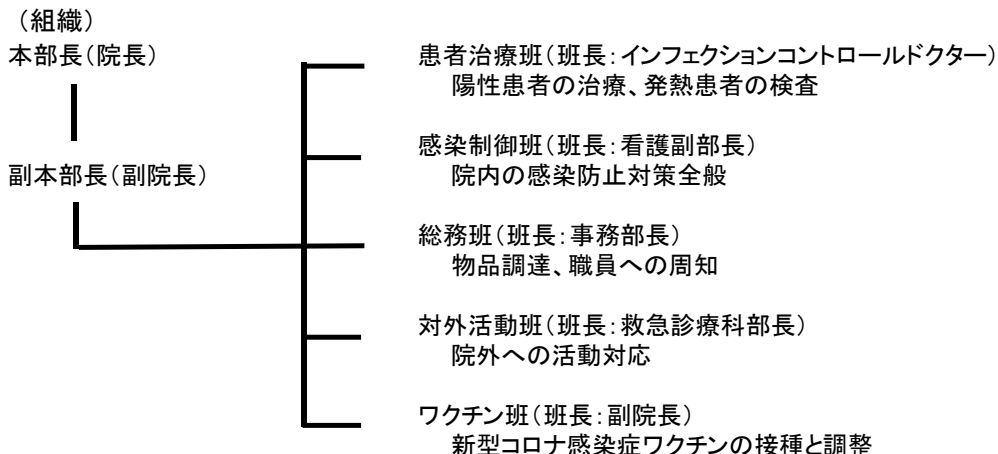 （組織）
本部長（院長）
副本部長（副院長）
患者治療班（班長：インフェクションコントロールドクター）
陽性患者の治療、発熱患者の検査
感染制御班（班長：看護副部長）
院内の感染防止対策全般
総務班（班長：事務部長）
物品調達、職員への周知
対外活動班（班長：救急診療科部長）
院外への活動対応
ワクチン班（班長：副院長）
新型コロナ感染症ワクチンの接種と調整